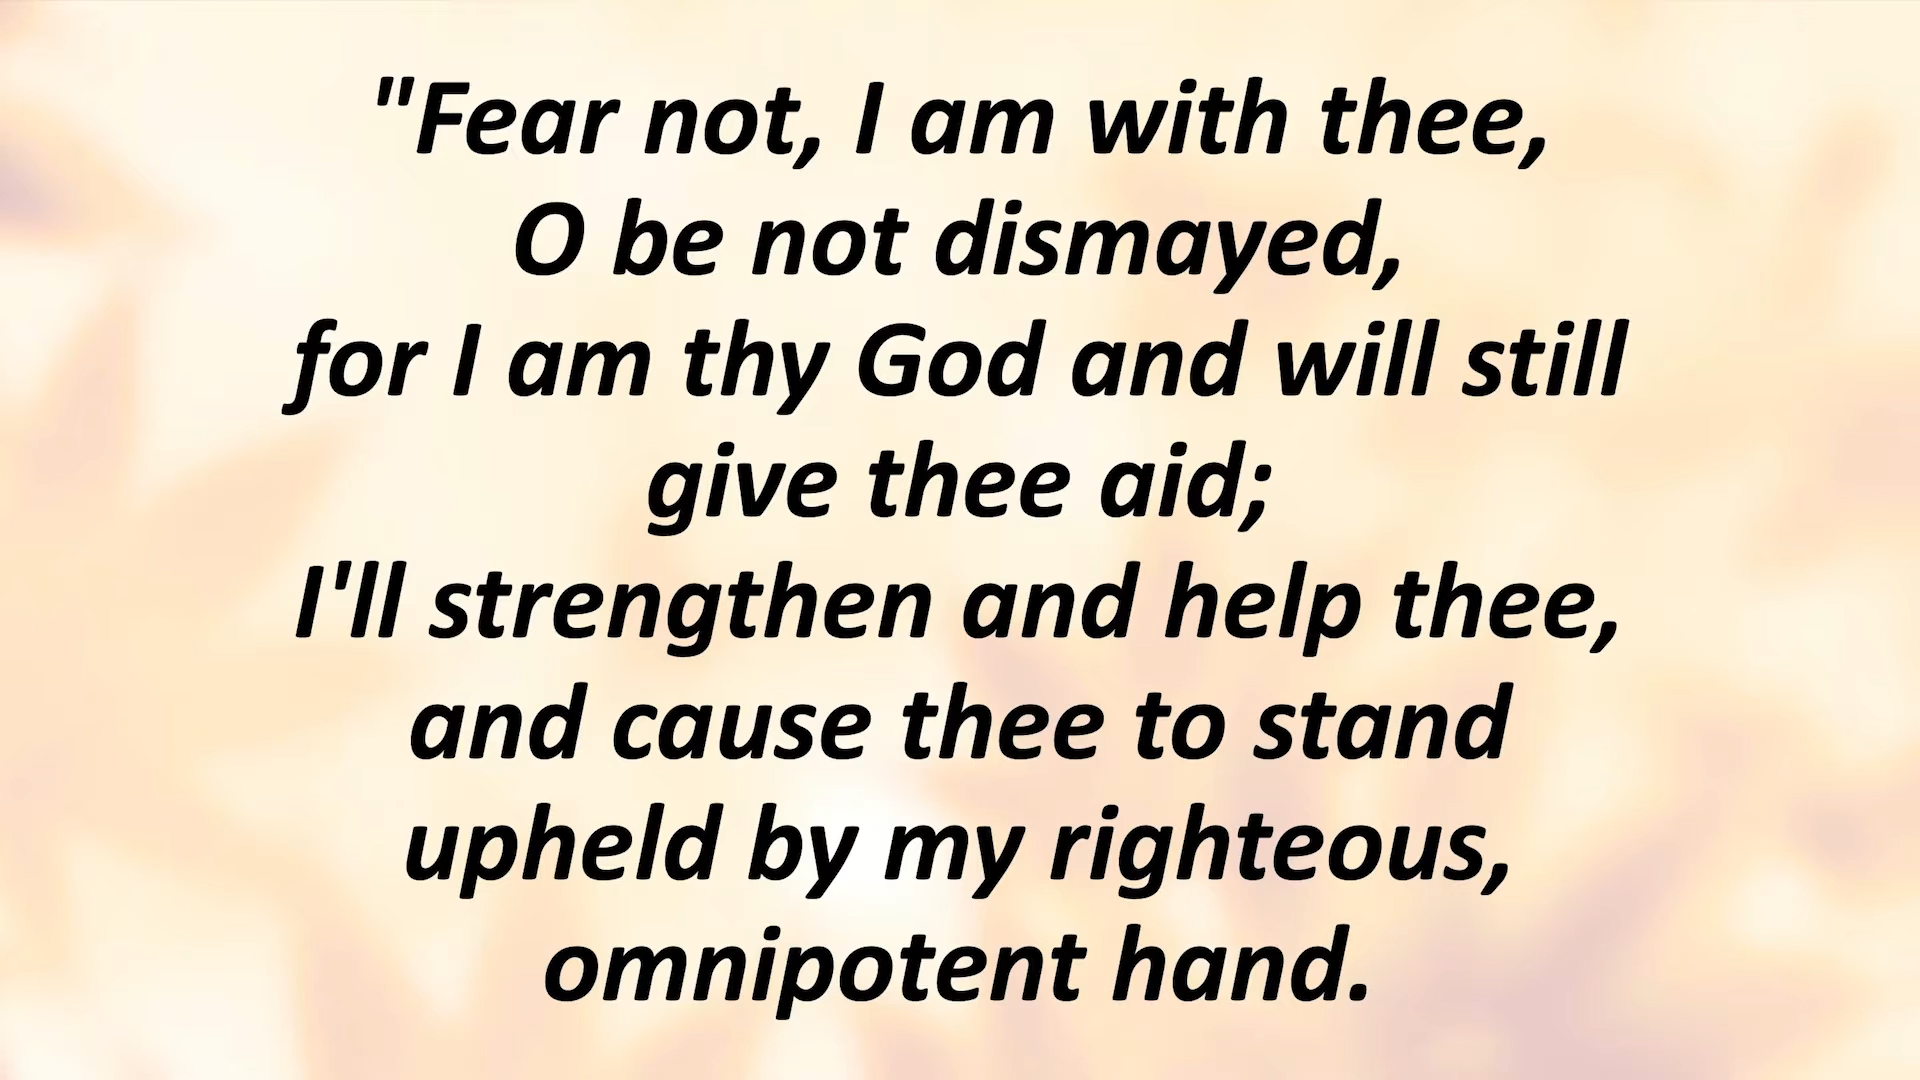 "Fear not, I am with thee,
O be not dismayed,
for I am thy God and will still
give thee aid;
I'll strengthen and help thee,
and cause thee to stand
upheld by my righteous,
omnipotent hand.